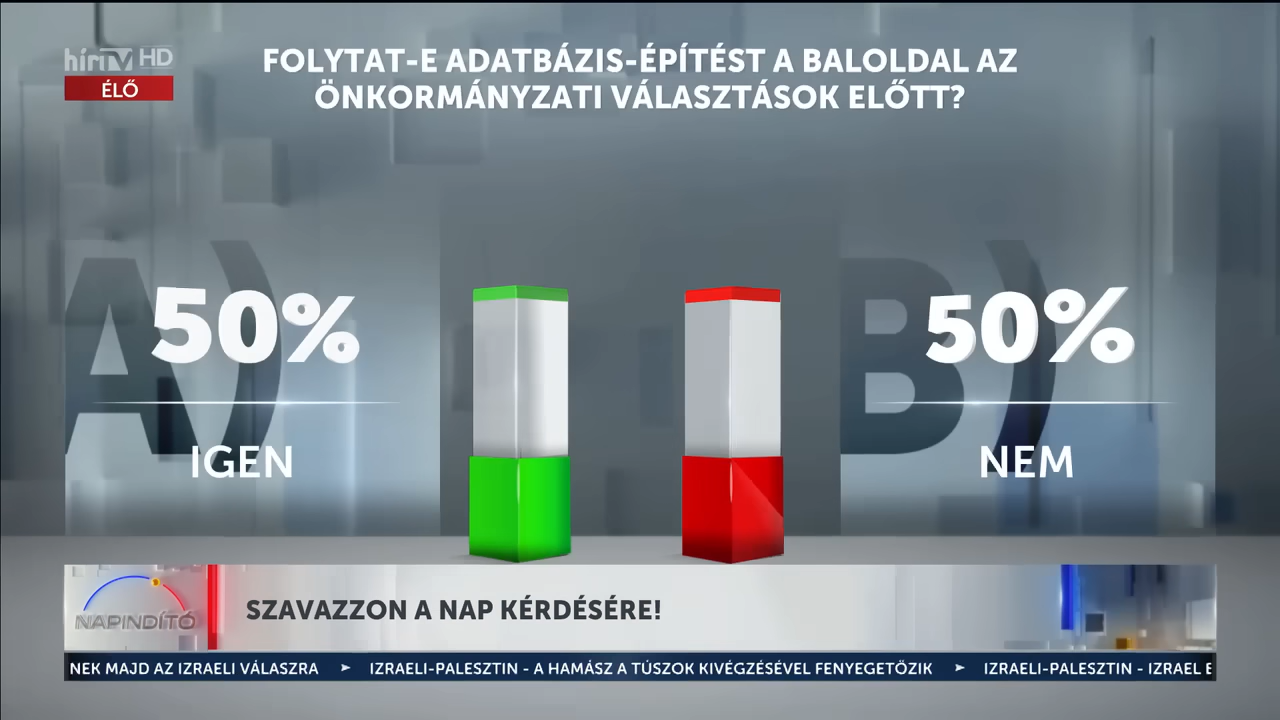 hírTV HD
ÉLŐ
FOLYTAT-E ADATBÁZIS-ÉPÍTÉST A BALOLDAL AZ
ÖNKORMÁNYZATI VÁLASZTÁSOK ELŐTT?
A)
50%
IGEN
B)
50%
NEM
NAPINDÍTÓ
SZAVAZZON A NAP KÉRDÉSÉRE!
NEK MAJD AZ IZRAELI VÁLASZRA ► IZRAELI-PALESZTIN - A HAMÁSZ A TÚSZOK KIVÉGZÉSÉVEL FENYEGETŐZIK ► IZRAELI-PALESZTIN - IZRAEL